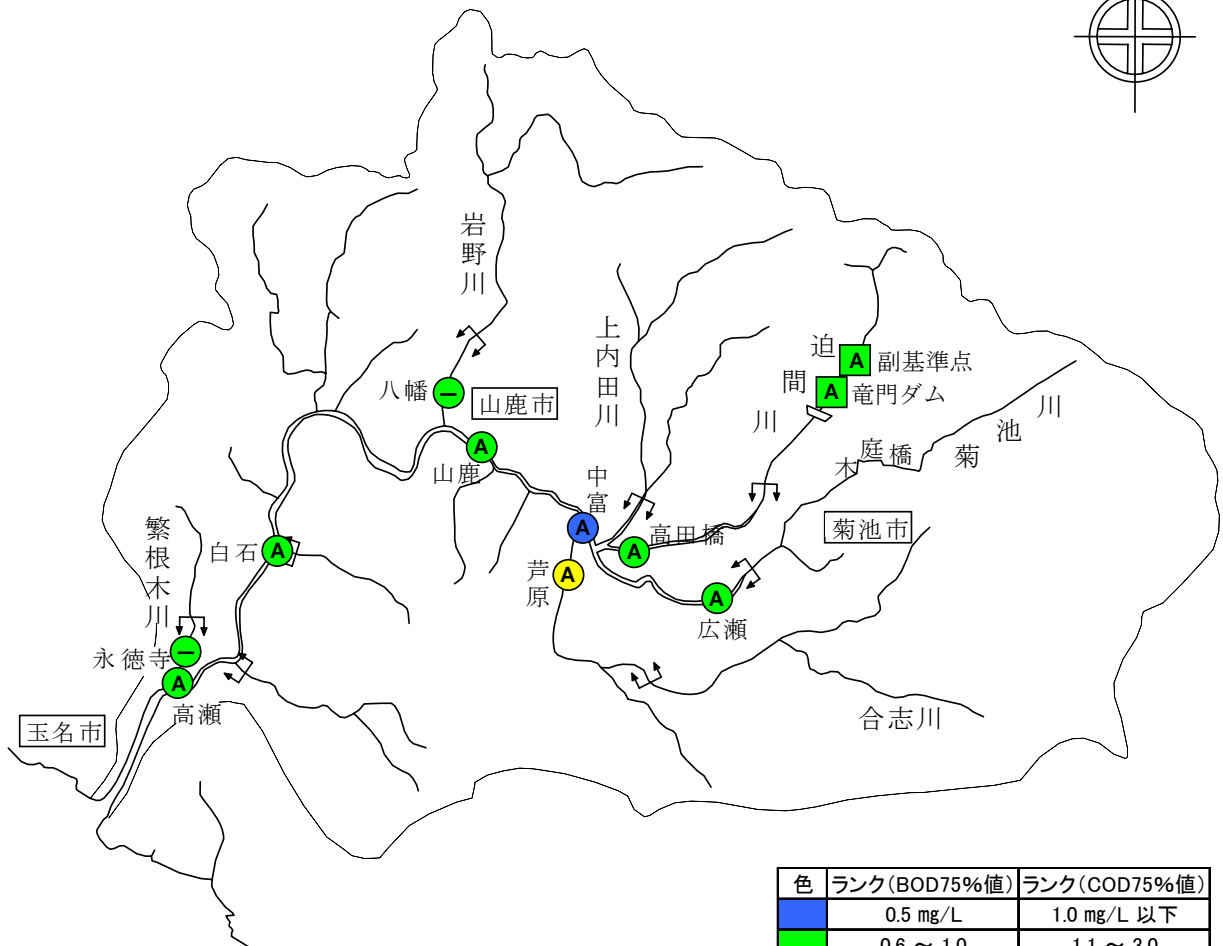 岩野川
上内田川
迫間川
A 副基準点
A 竜門ダム
八幡 −
山鹿市
A
山鹿
中富
A
木庭橋
菊池川
繁根木川
白石 A
A 高田橋
菊池市
芦原
A
A
広瀬
永徳寺 −
A
高瀬
玉名市
合志川
色 ランク(BOD75%値) ランク(COD75%値)
0.5 mg/L 1.0 mg/L 以下